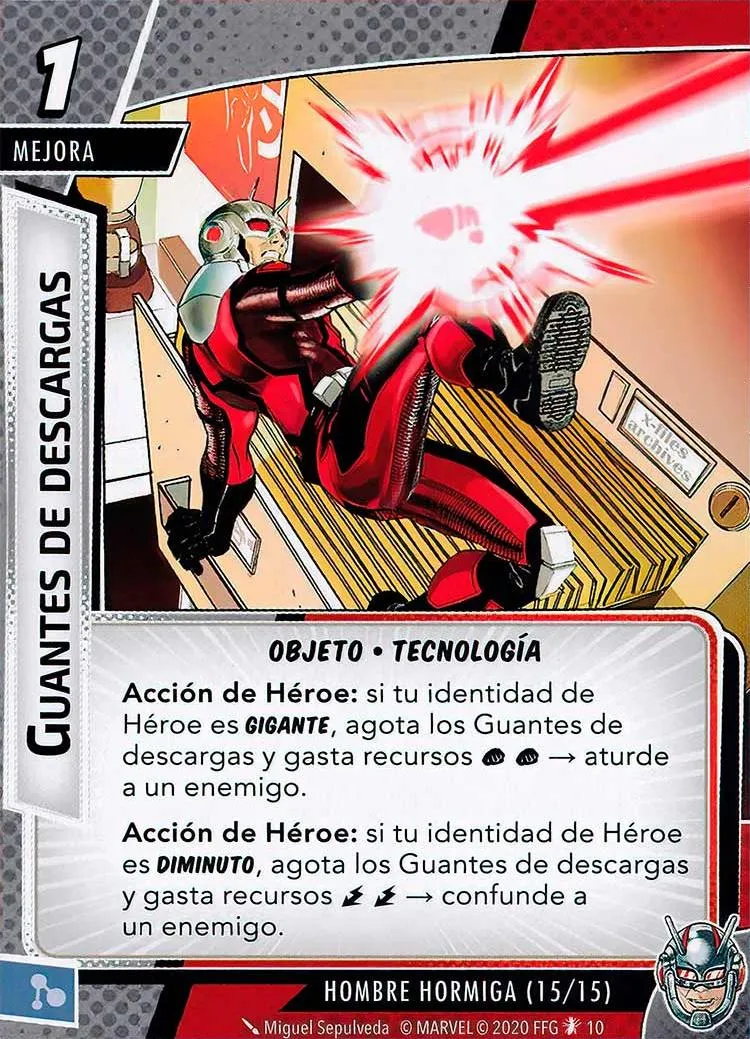 1
MEJORA
GUANTES DE DESCARGAS
x-files
archives
OBJETO • TECNOLOGÍA
Acción de Héroe: si tu identidad de
Héroe es GIGANTE, agota los Guantes de
descargas y gasta recursos → aturde
a un enemigo.
Acción de Héroe: si tu identidad de Héroe
es DIMINUTO, agota los Guantes de descargas
y gasta recursos → confunde a
un enemigo.
HOMBRE HORMIGA (15/15)
Miguel Sepulveda © MARVEL © 2020 FFG 10